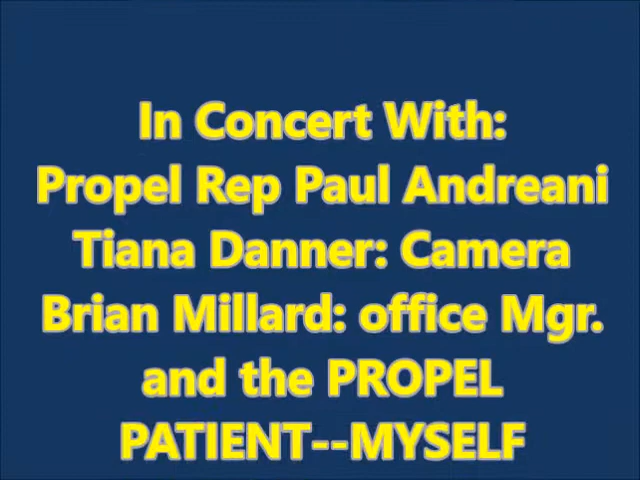 In Concert With:
Propel Rep Paul Andreani
Tiana Danner: Camera
Brian Millard: office Mgr.
and the PROPEL
PATIENT--MYSELF